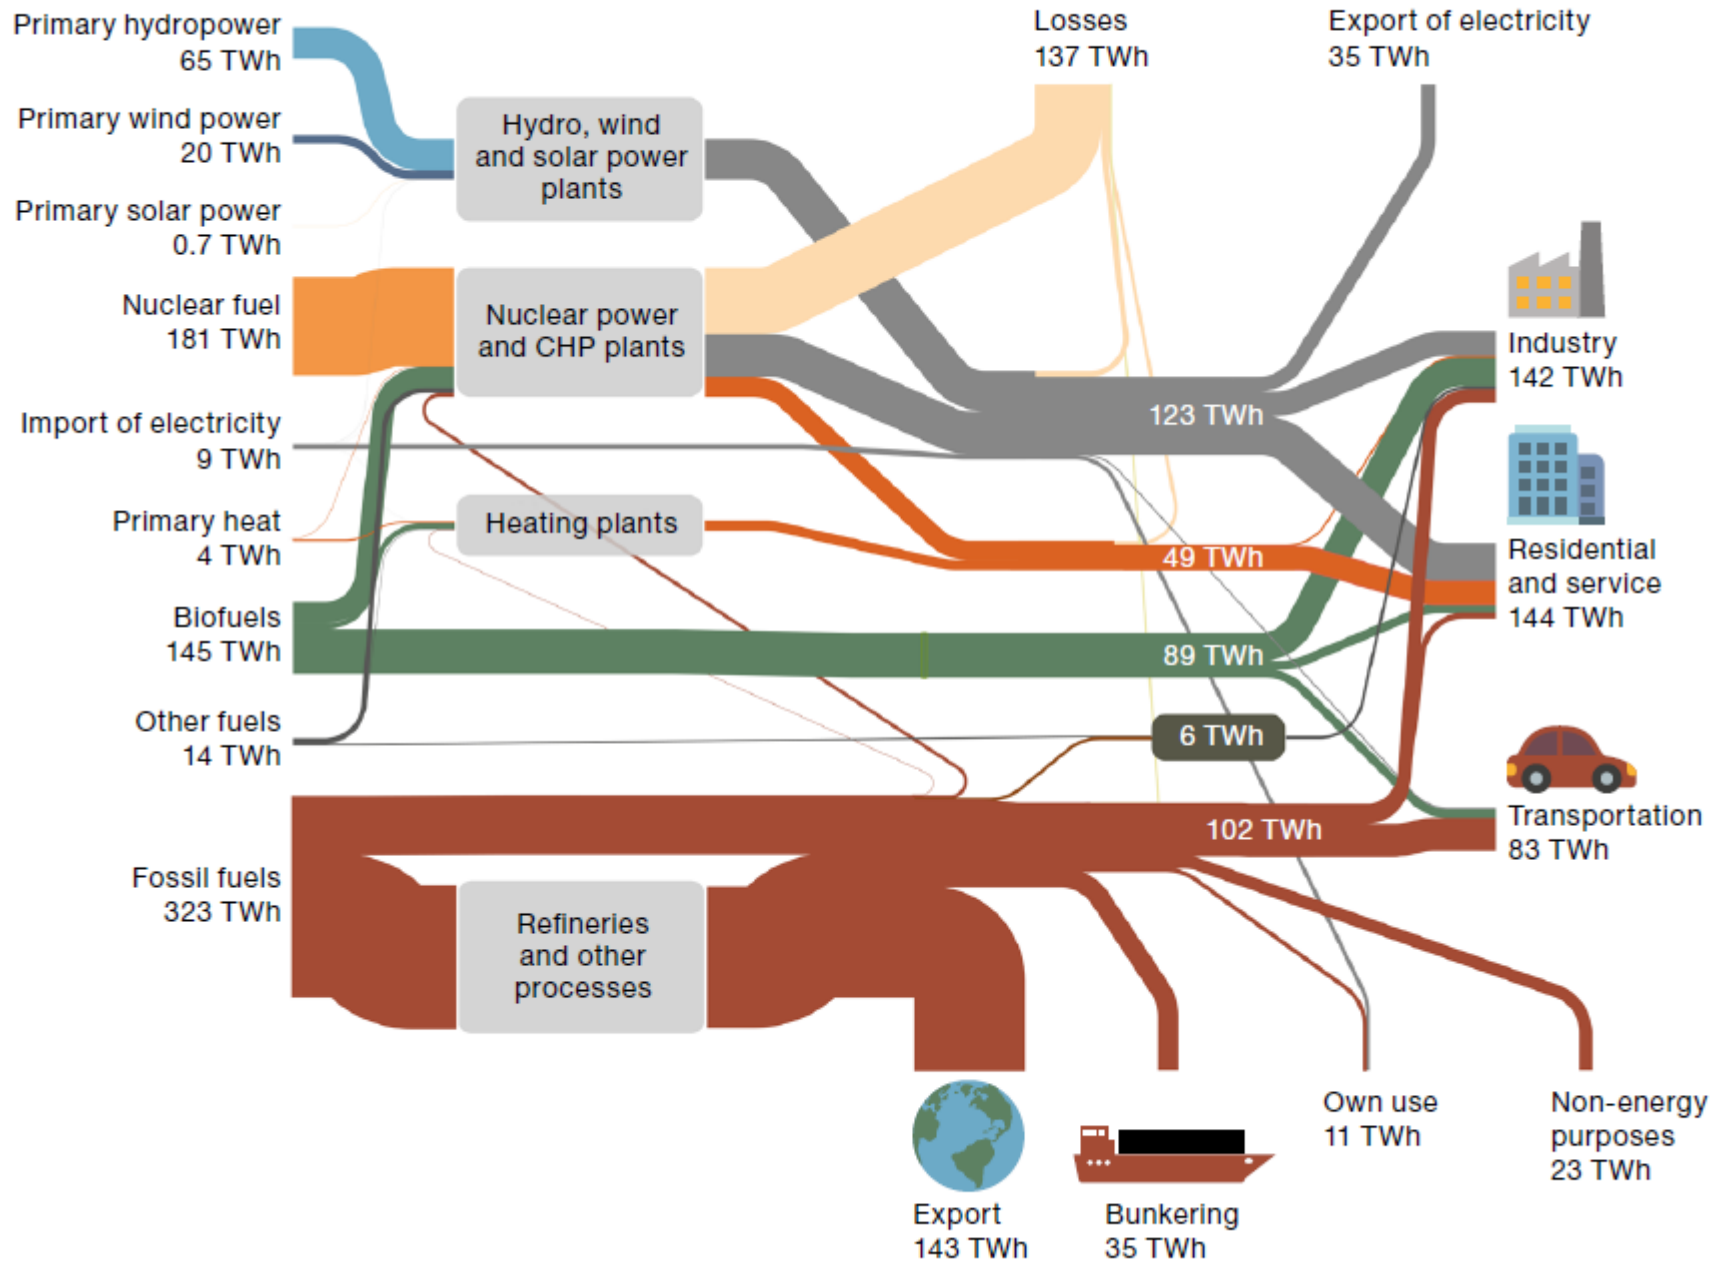 Primary hydropower
65 TWh
Primary wind power
20 TWh
Primary solar power
0.7 TWh
Nuclear fuel
181 TWh
Import of electricity
9 TWh
Primary heat
4 TWh
Biofuels
145 TWh
Other fuels
14 TWh
Fossil fuels
323 TWh
Hydro, wind
and solar power
plants
Nuclear power
and CHP plants
Heating plants
Refineries
and other
processes
Losses
137 TWh
Export of electricity
35 TWh
123 TWh
49 TWh
89 TWh
6 TWh
102 TWh
Industry
142 TWh
Residential
and service
144 TWh
Transportation
83 TWh
Export
143 TWh
Bunkering
35 TWh
Own use
11 TWh
Non-energy
purposes
23 TWh